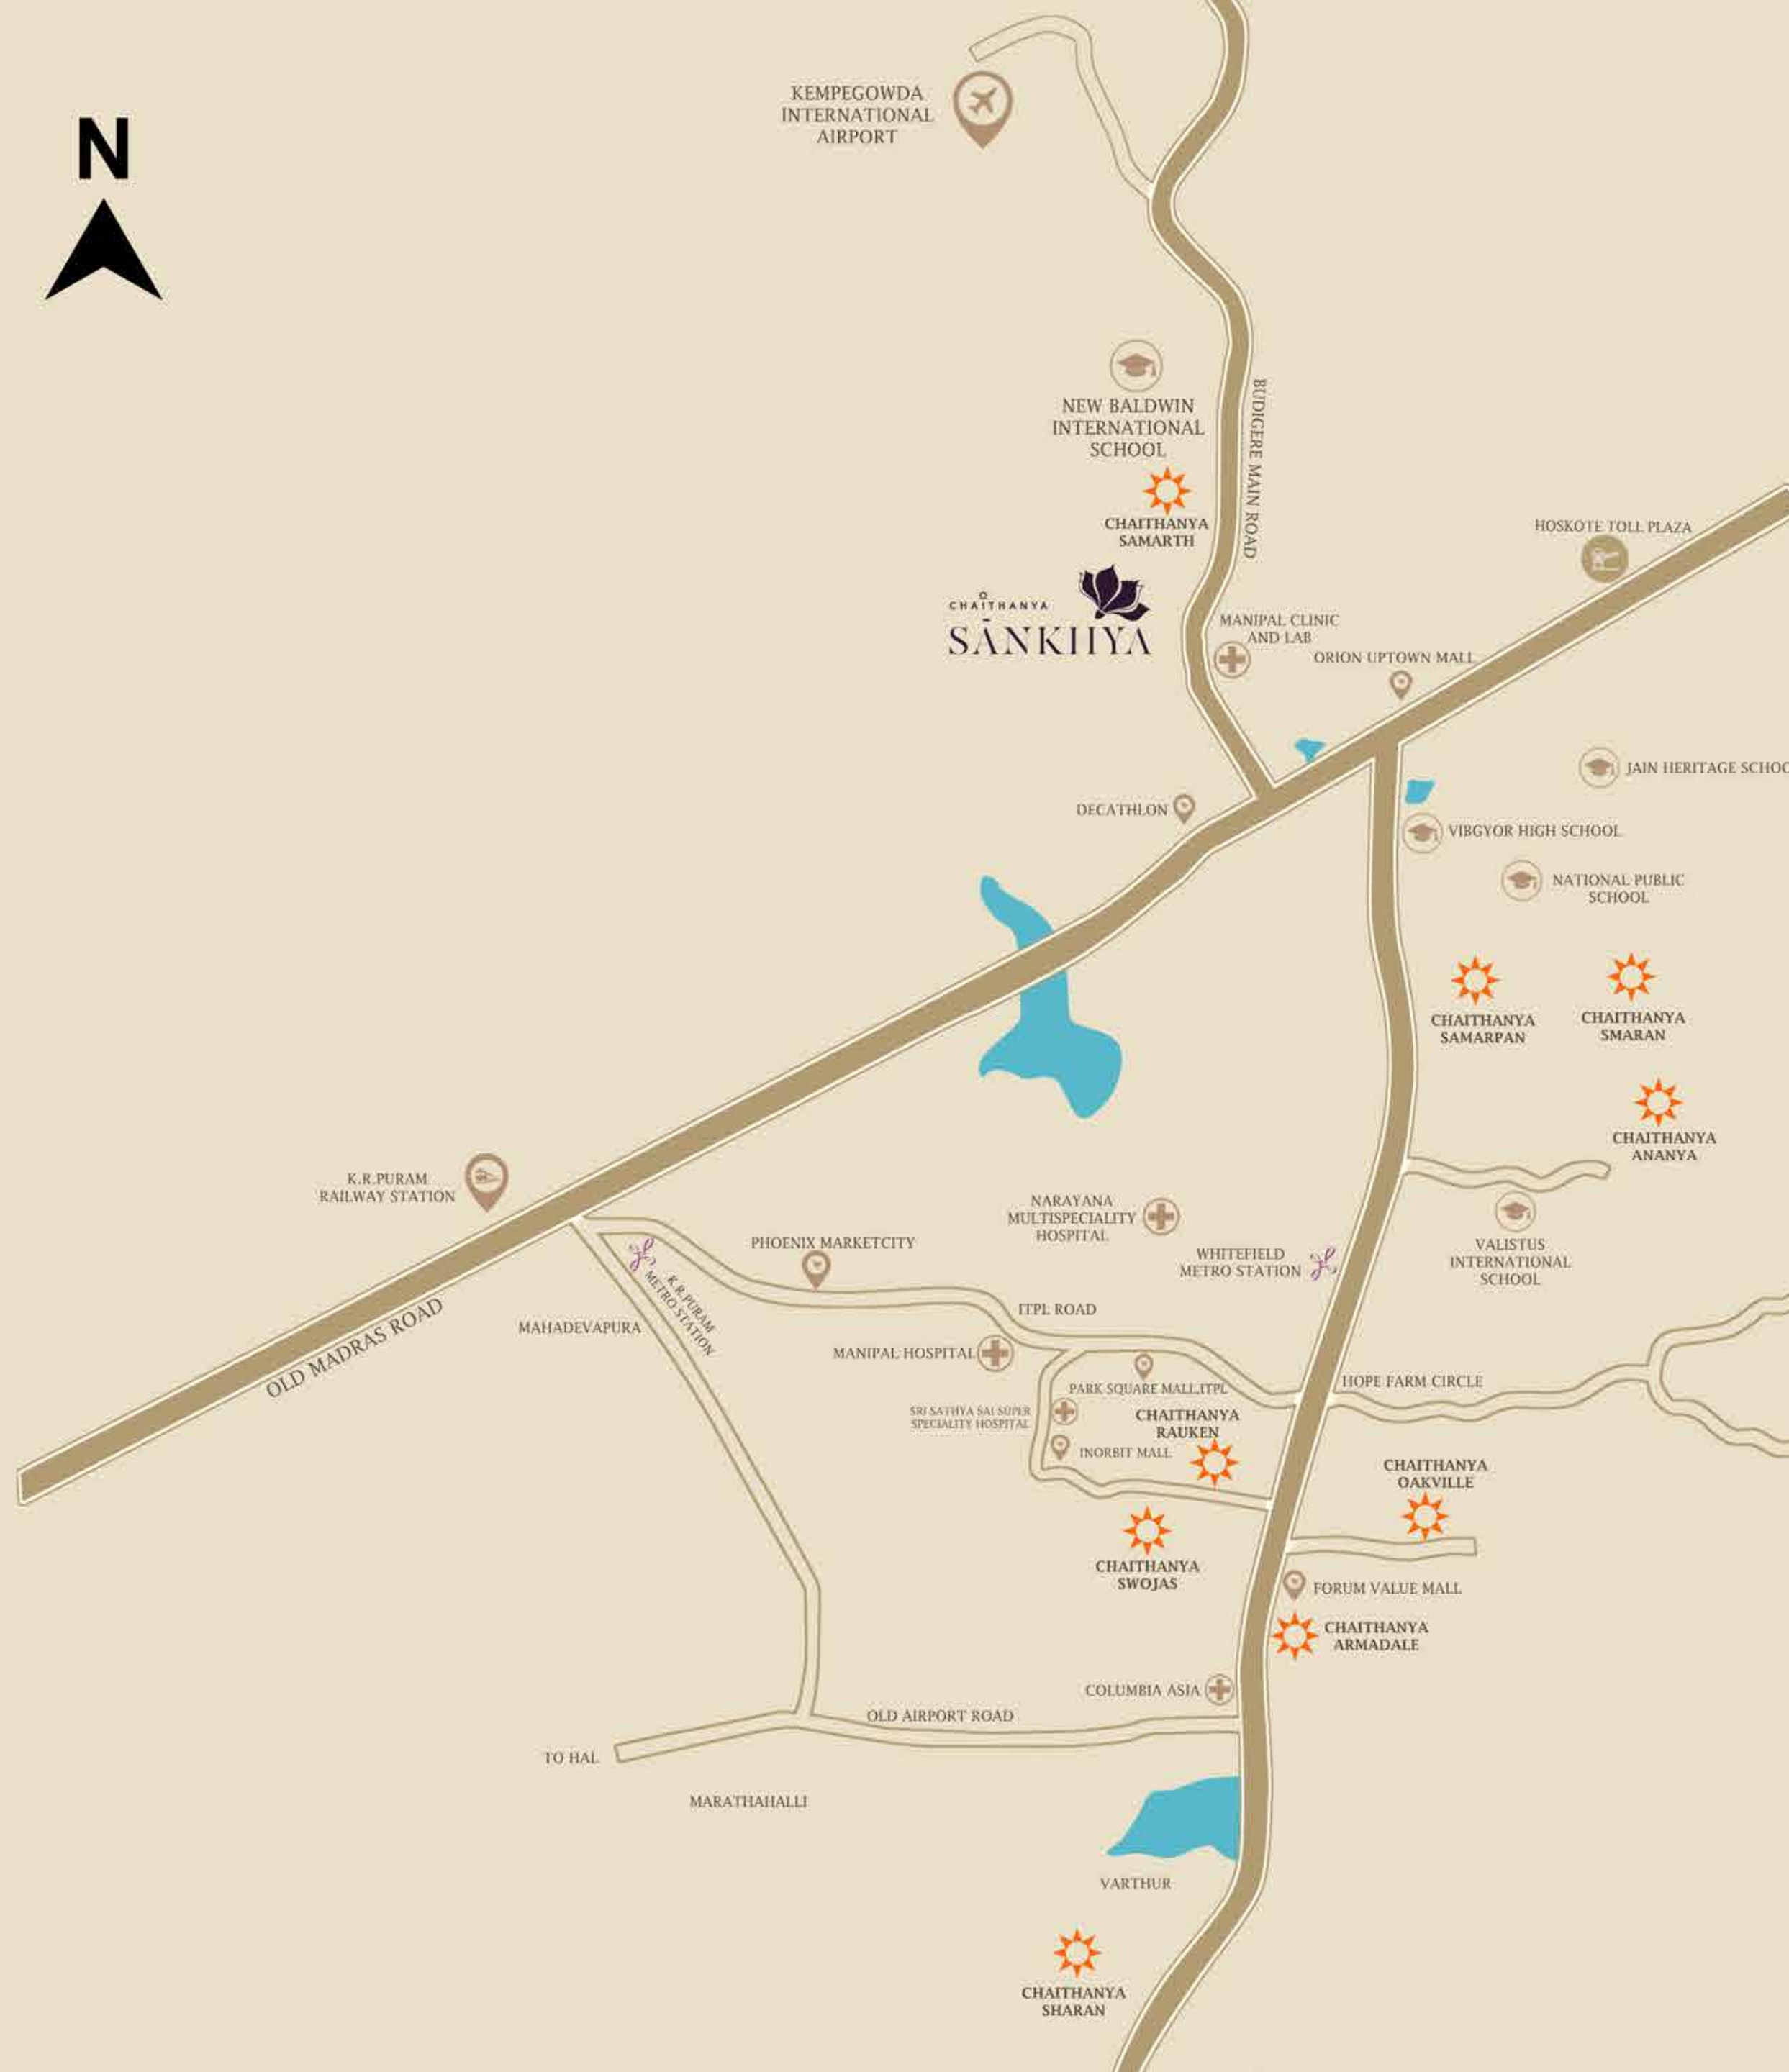 KEMPEGOWDA
INTERNATIONAL
AIRPORT
N
NEW BALDWIN
INTERNATIONAL
SCHOOL
BUDIGERE MAIN ROAD
CHAITHANYA
SAMARTH
HOSKOTE TOLL PLAZA
CHAITHANYA
SĀNKHYA
MANIPAL CLINIC
AND LAB
ORION UPTOWN MALL
JAIN HERITAGE SCHOO
DECATHLON
VIBGYOR HIGH SCHOOL
NATIONAL PUBLIC
SCHOOL
CHAITHANYA
SAMARPAN
CHAITHANYA
SMARAN
CHAITHANYA
ANANYA
K.R.PURAM
RAILWAY STATION
NARAYANA
MULTISPECIALITY
HOSPITAL
PHOENIX MARKETCITY
WHITEFIELD
METRO STATION
VALISTUS
INTERNATIONAL
SCHOOL
K.R.PURAM
METRO STATION
MAHADEVAPURA
ITPL ROAD
OLD MADRAS ROAD
MANIPAL HOSPITAL
PARK SQUARE MALL,ITPL
HOPE FARM CIRCLE
SRI SATHYA SAI SUPER
SPECIALITY HOSPITAL
CHAITHANYA
RAUKEN
INORBIT MALL
CHAITHANYA
OAKVILLE
CHAITHANYA
SWOJAS
FORUM VALUE MALL
CHAITHANYA
ARMADALE
COLUMBIA ASIA
OLD AIRPORT ROAD
TO HAL
MARATHAHALLI
VARTHUR
CHAITHANYA
SHARAN